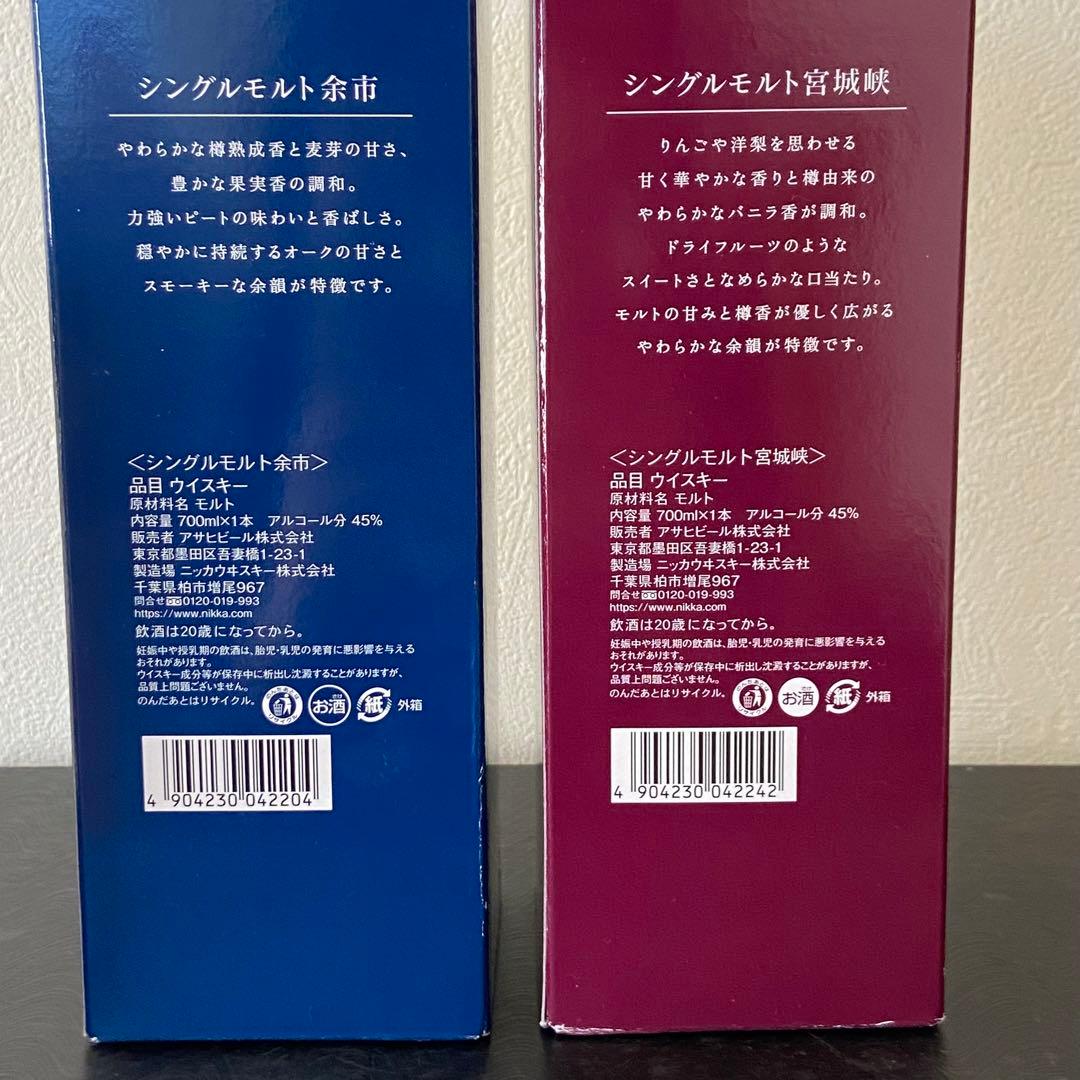 シングルモルト余市
やわらかな樽熟成香と麦芽の甘さ、
豊かな果実香の調和。
力強いピートの味わいと香ばしさ。
穏やかに持続するオークの甘さと
スモーキーな余韻が特徴です。
<シングルモルト余市>
品目 ウイスキー
原材料名 モルト
内容量 700ml×1本 アルコール分 45%
販売者 アサヒビール株式会社
東京都墨田区吾妻橋1-23-1
製造場 ニッカウヰスキー株式会社
千葉県柏市増尾967
問合せ 0120-019-993
https://www.nikka.com
飲酒は20歳になってから。
妊娠中や授乳期の飲酒は、胎児・乳児の発育に悪影響を与える
おそれがあります。
ウイスキー成分等が保存中に析出し沈澱することがありますが、
品質上問題ございません。
のんだあとはリサイクル。
のんだあとは
リサイクル
お酒
紙
外箱
4 904230 042204
シングルモルト宮城峡
りんごや洋梨を思わせる
甘く華やかな香りと樽由来の
やわらかなバニラ香が調和。
ドライフルーツのような
スイートさとなめらかな口当たり。
モルトの甘みと樽香が優しく広がる
やわらかな余韻が特徴です。
<シングルモルト宮城峡>
品目 ウイスキー
原材料名 モルト
内容量 700ml×1本 アルコール分 45%
販売者 アサヒビール株式会社
東京都墨田区吾妻橋1-23-1
製造場 ニッカウヰスキー株式会社
千葉県柏市増尾967
問合せ 0120-019-993
https://www.nikka.com
飲酒は20歳になってから。
妊娠中や授乳期の飲酒は、胎児・乳児の発育に悪影響を与える
おそれがあります。
ウイスキー成分等が保存中に析出し沈澱することがありますが、
品質上問題ございません。
のんだあとはリサイクル。
のんだあとは
リサイクル
お酒
紙
外箱
4 904230 042242